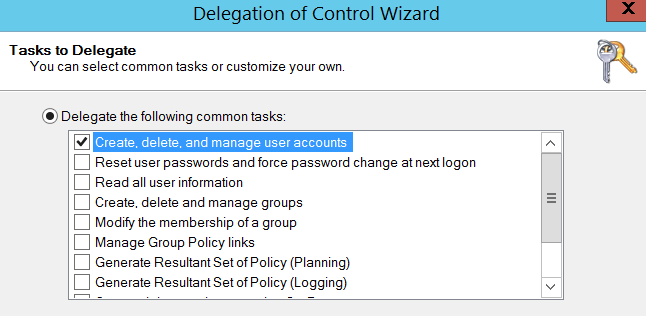 Delegation of Control Wizard
X
Tasks to Delegate
You can select common tasks or customize your own.
Delegate the following common tasks:
Create, delete, and manage user accounts
Reset user passwords and force password change at next logon
Read all user information
Create, delete and manage groups
Modify the membership of a group
Manage Group Policy links
Generate Resultant Set of Policy (Planning)
Generate Resultant Set of Policy (Logging)